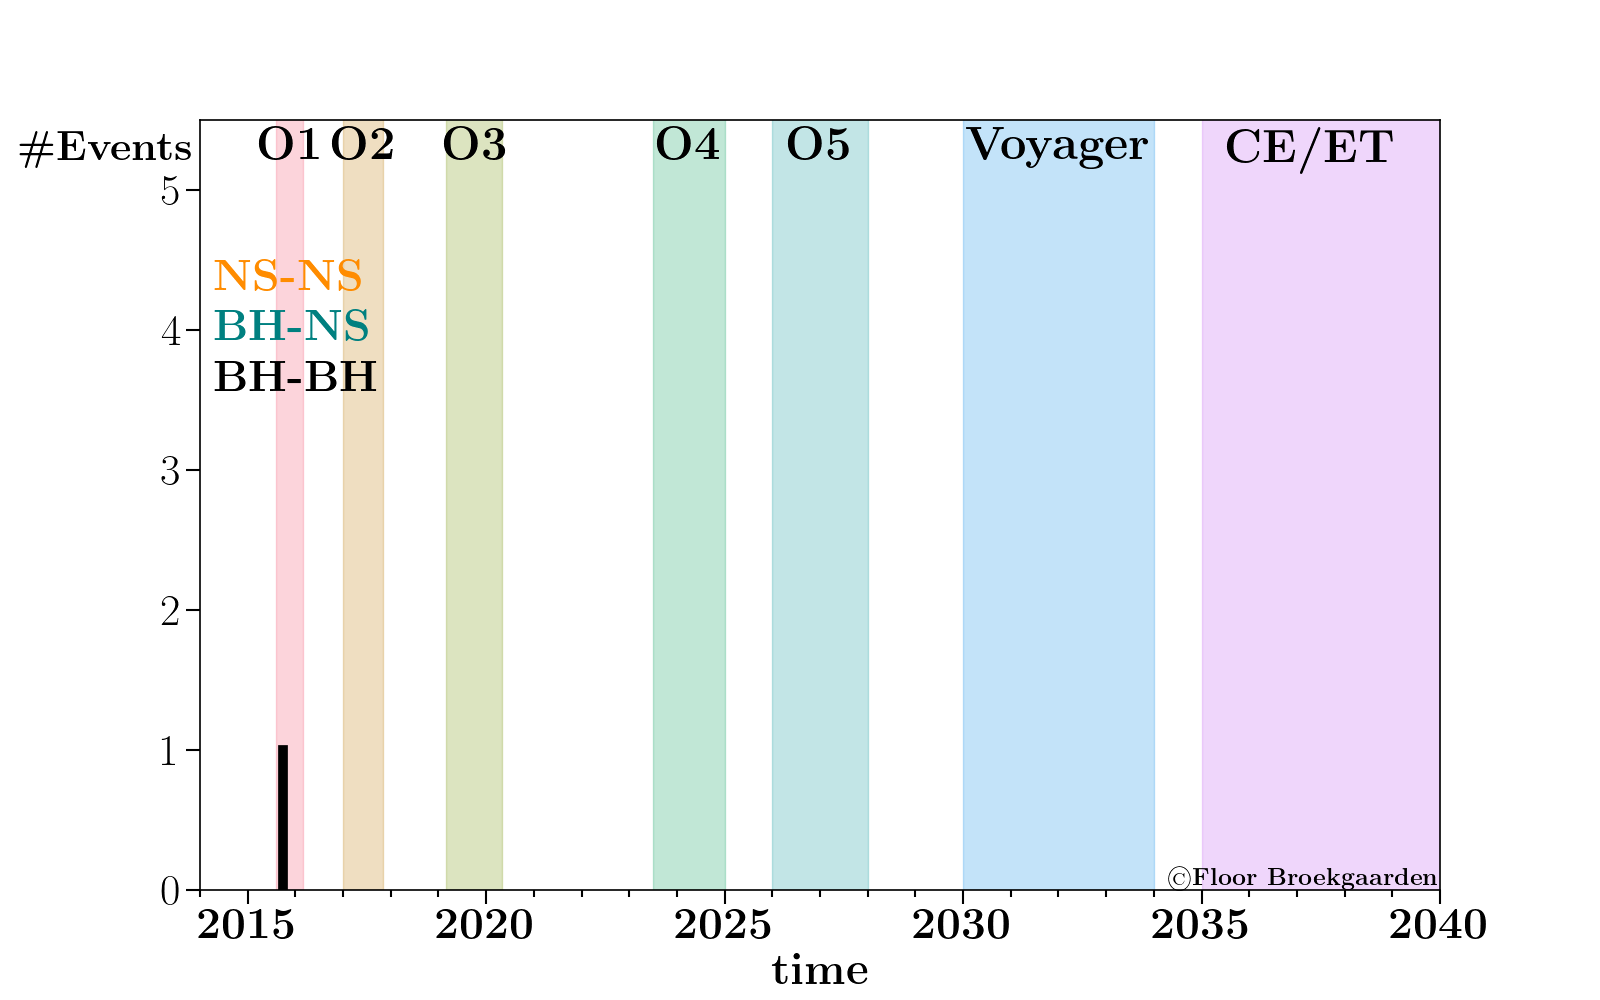 #Events O1 O2 O3 O4 O5 Voyager CE/ET
5
NS-NS
BH-NS
4
BH-BH
3
2
1
0
©Floor Broekgaarden
2015 2020 2025 2030 2035 2040
time